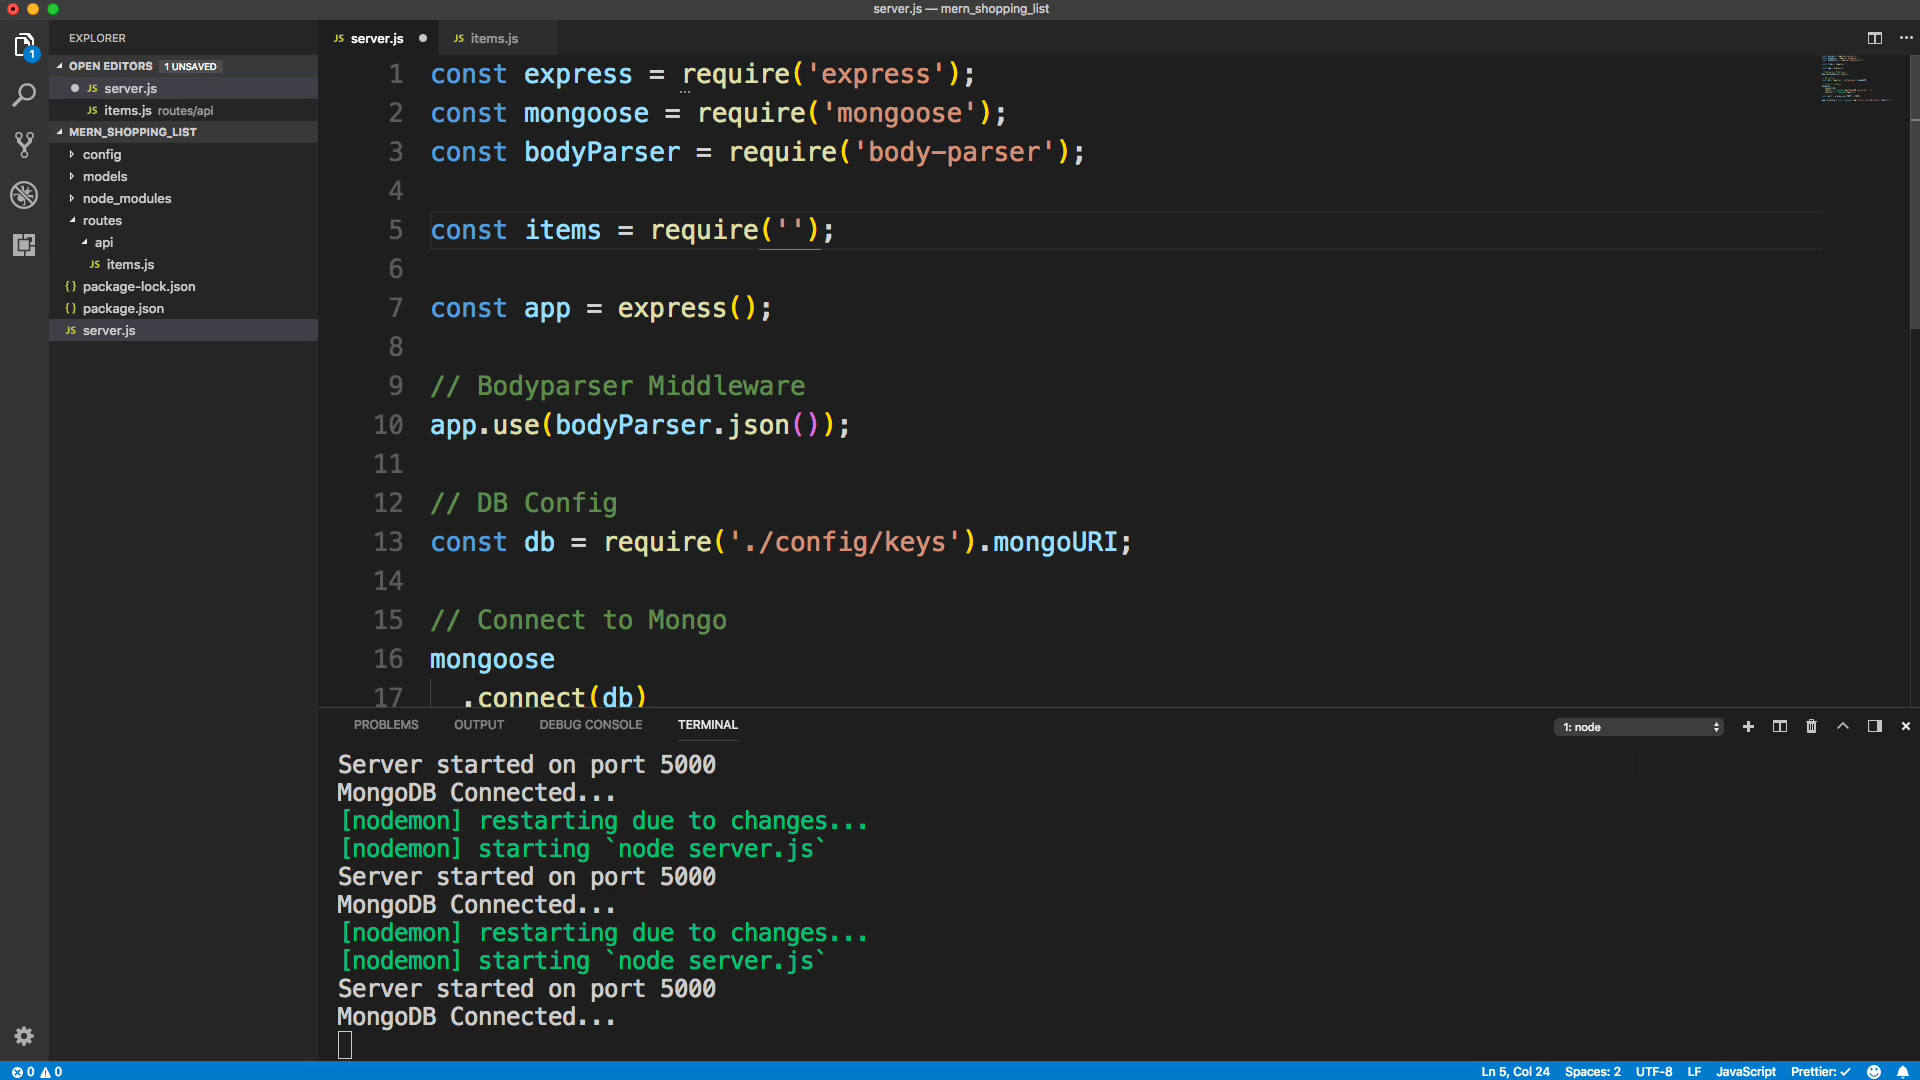 server.js — mern_shopping_list
EXPLORER
OPEN EDITORS 1 UNSAVED
JS server.js
JS items.js routes/api
MERN_SHOPPING_LIST
config
models
node_modules
routes
api
JS items.js
{} package-lock.json
{} package.json
JS server.js
1
JS server.js
JS items.js
1 const express = require('express');
2 const mongoose = require('mongoose');
3 const bodyParser = require('body-parser');
4
5 const items = require('');
6
7 const app = express();
8
9 // Bodyparser Middleware
10 app.use(bodyParser.json());
11
12 // DB Config
13 const db = require('./config/keys').mongoURI;
14
15 // Connect to Mongo
16 mongoose
17 .connect(db)
PROBLEMS OUTPUT DEBUG CONSOLE TERMINAL
1: node
Server started on port 5000
MongoDB Connected...
[nodemon] restarting due to changes...
[nodemon] starting `node server.js`
Server started on port 5000
MongoDB Connected...
[nodemon] restarting due to changes...
[nodemon] starting `node server.js`
Server started on port 5000
MongoDB Connected...
0 0
Ln 5, Col 24 Spaces: 2 UTF-8 LF JavaScript Prettier: ✓